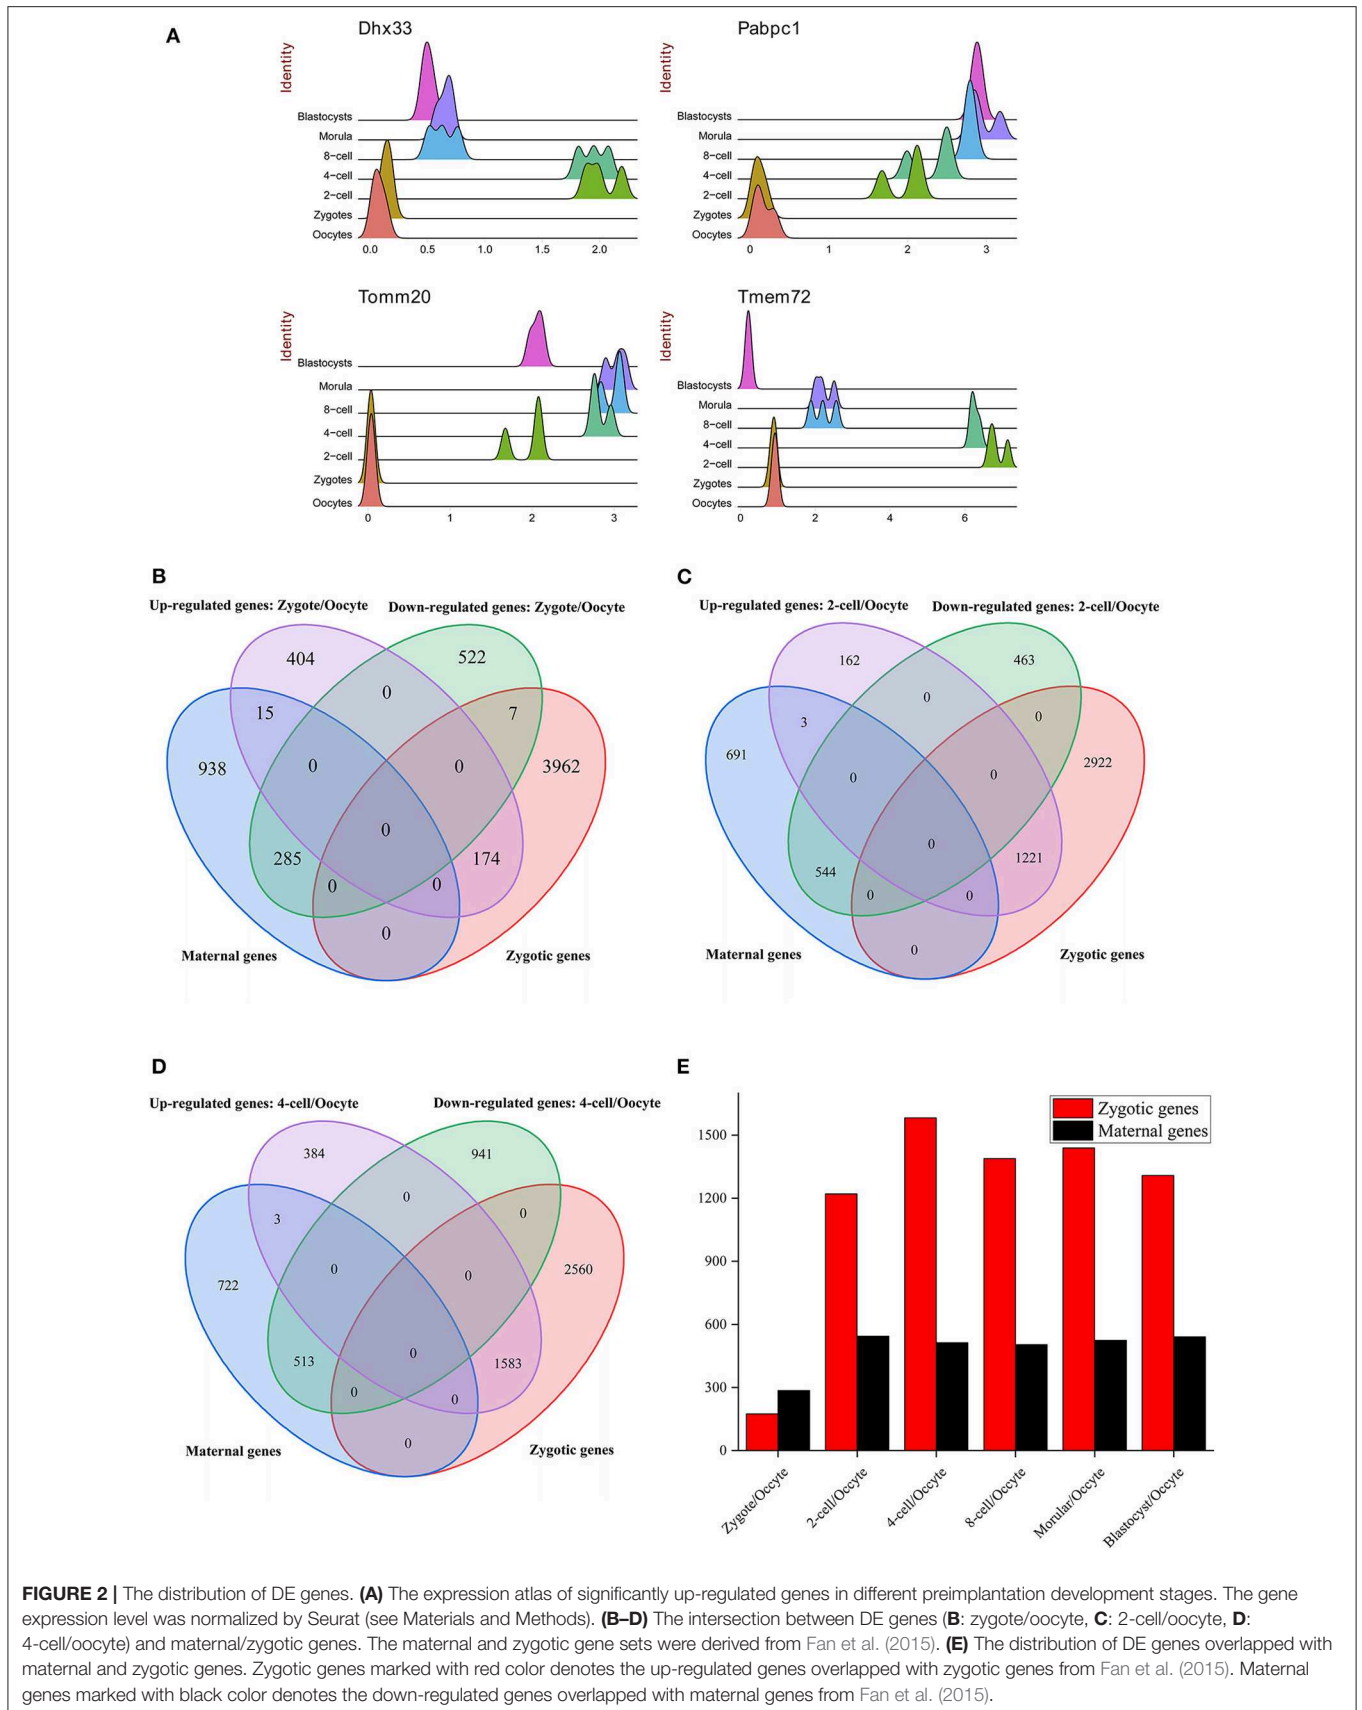 A
Dhx33
Identity
Blastocysts
Morula
8−cell
4−cell
2−cell
Zygotes
Oocytes
0.0 0.5 1.0 1.5 2.0
Pabpc1
Identity
Blastocysts
Morula
8−cell
4−cell
2−cell
Zygotes
Oocytes
0 1 2 3
Tomm20
Identity
Blastocysts
Morula
8−cell
4−cell
2−cell
Zygotes
Oocytes
0 1 2 3
Tmem72
Identity
Blastocysts
Morula
8−cell
4−cell
2−cell
Zygotes
Oocytes
0 2 4 6
B
Up-regulated genes: Zygote/Oocyte Down-regulated genes: Zygote/Oocyte
404 522
0
15 7
938 0 0 3962
0
285 174
0 0
0
Maternal genes Zygotic genes
C
Up-regulated genes: 2-cell/Oocyte Down-regulated genes: 2-cell/Oocyte
162 463
0
3 0
691 0 0 2922
0
544 1221
0 0
0
Maternal genes Zygotic genes
D
Up-regulated genes: 4-cell/Oocyte Down-regulated genes: 4-cell/Oocyte
384 941
0
3 0
722 0 0 2560
0
513 1583
0 0
0
Maternal genes Zygotic genes
E
Zygotic genes
Maternal genes
1500
1200
900
600
300
0
Zygote/Occyte
2-cell/Occyte
4-cell/Occyte
8-cell/Occyte
Morular/Occyte
Blastocyst/Occyte
FIGURE 2 | The distribution of DE genes. (A) The expression atlas of significantly up-regulated genes in different preimplantation development stages. The gene
expression level was normalized by Seurat (see Materials and Methods). (B–D) The intersection between DE genes (B: zygote/oocyte, C: 2-cell/oocyte, D:
4-cell/oocyte) and maternal/zygotic genes. The maternal and zygotic gene sets were derived from Fan et al. (2015). (E) The distribution of DE genes overlapped with
maternal and zygotic genes. Zygotic genes marked with red color denotes the up-regulated genes overlapped with zygotic genes from Fan et al. (2015). Maternal
genes marked with black color denotes the down-regulated genes overlapped with maternal genes from Fan et al. (2015).